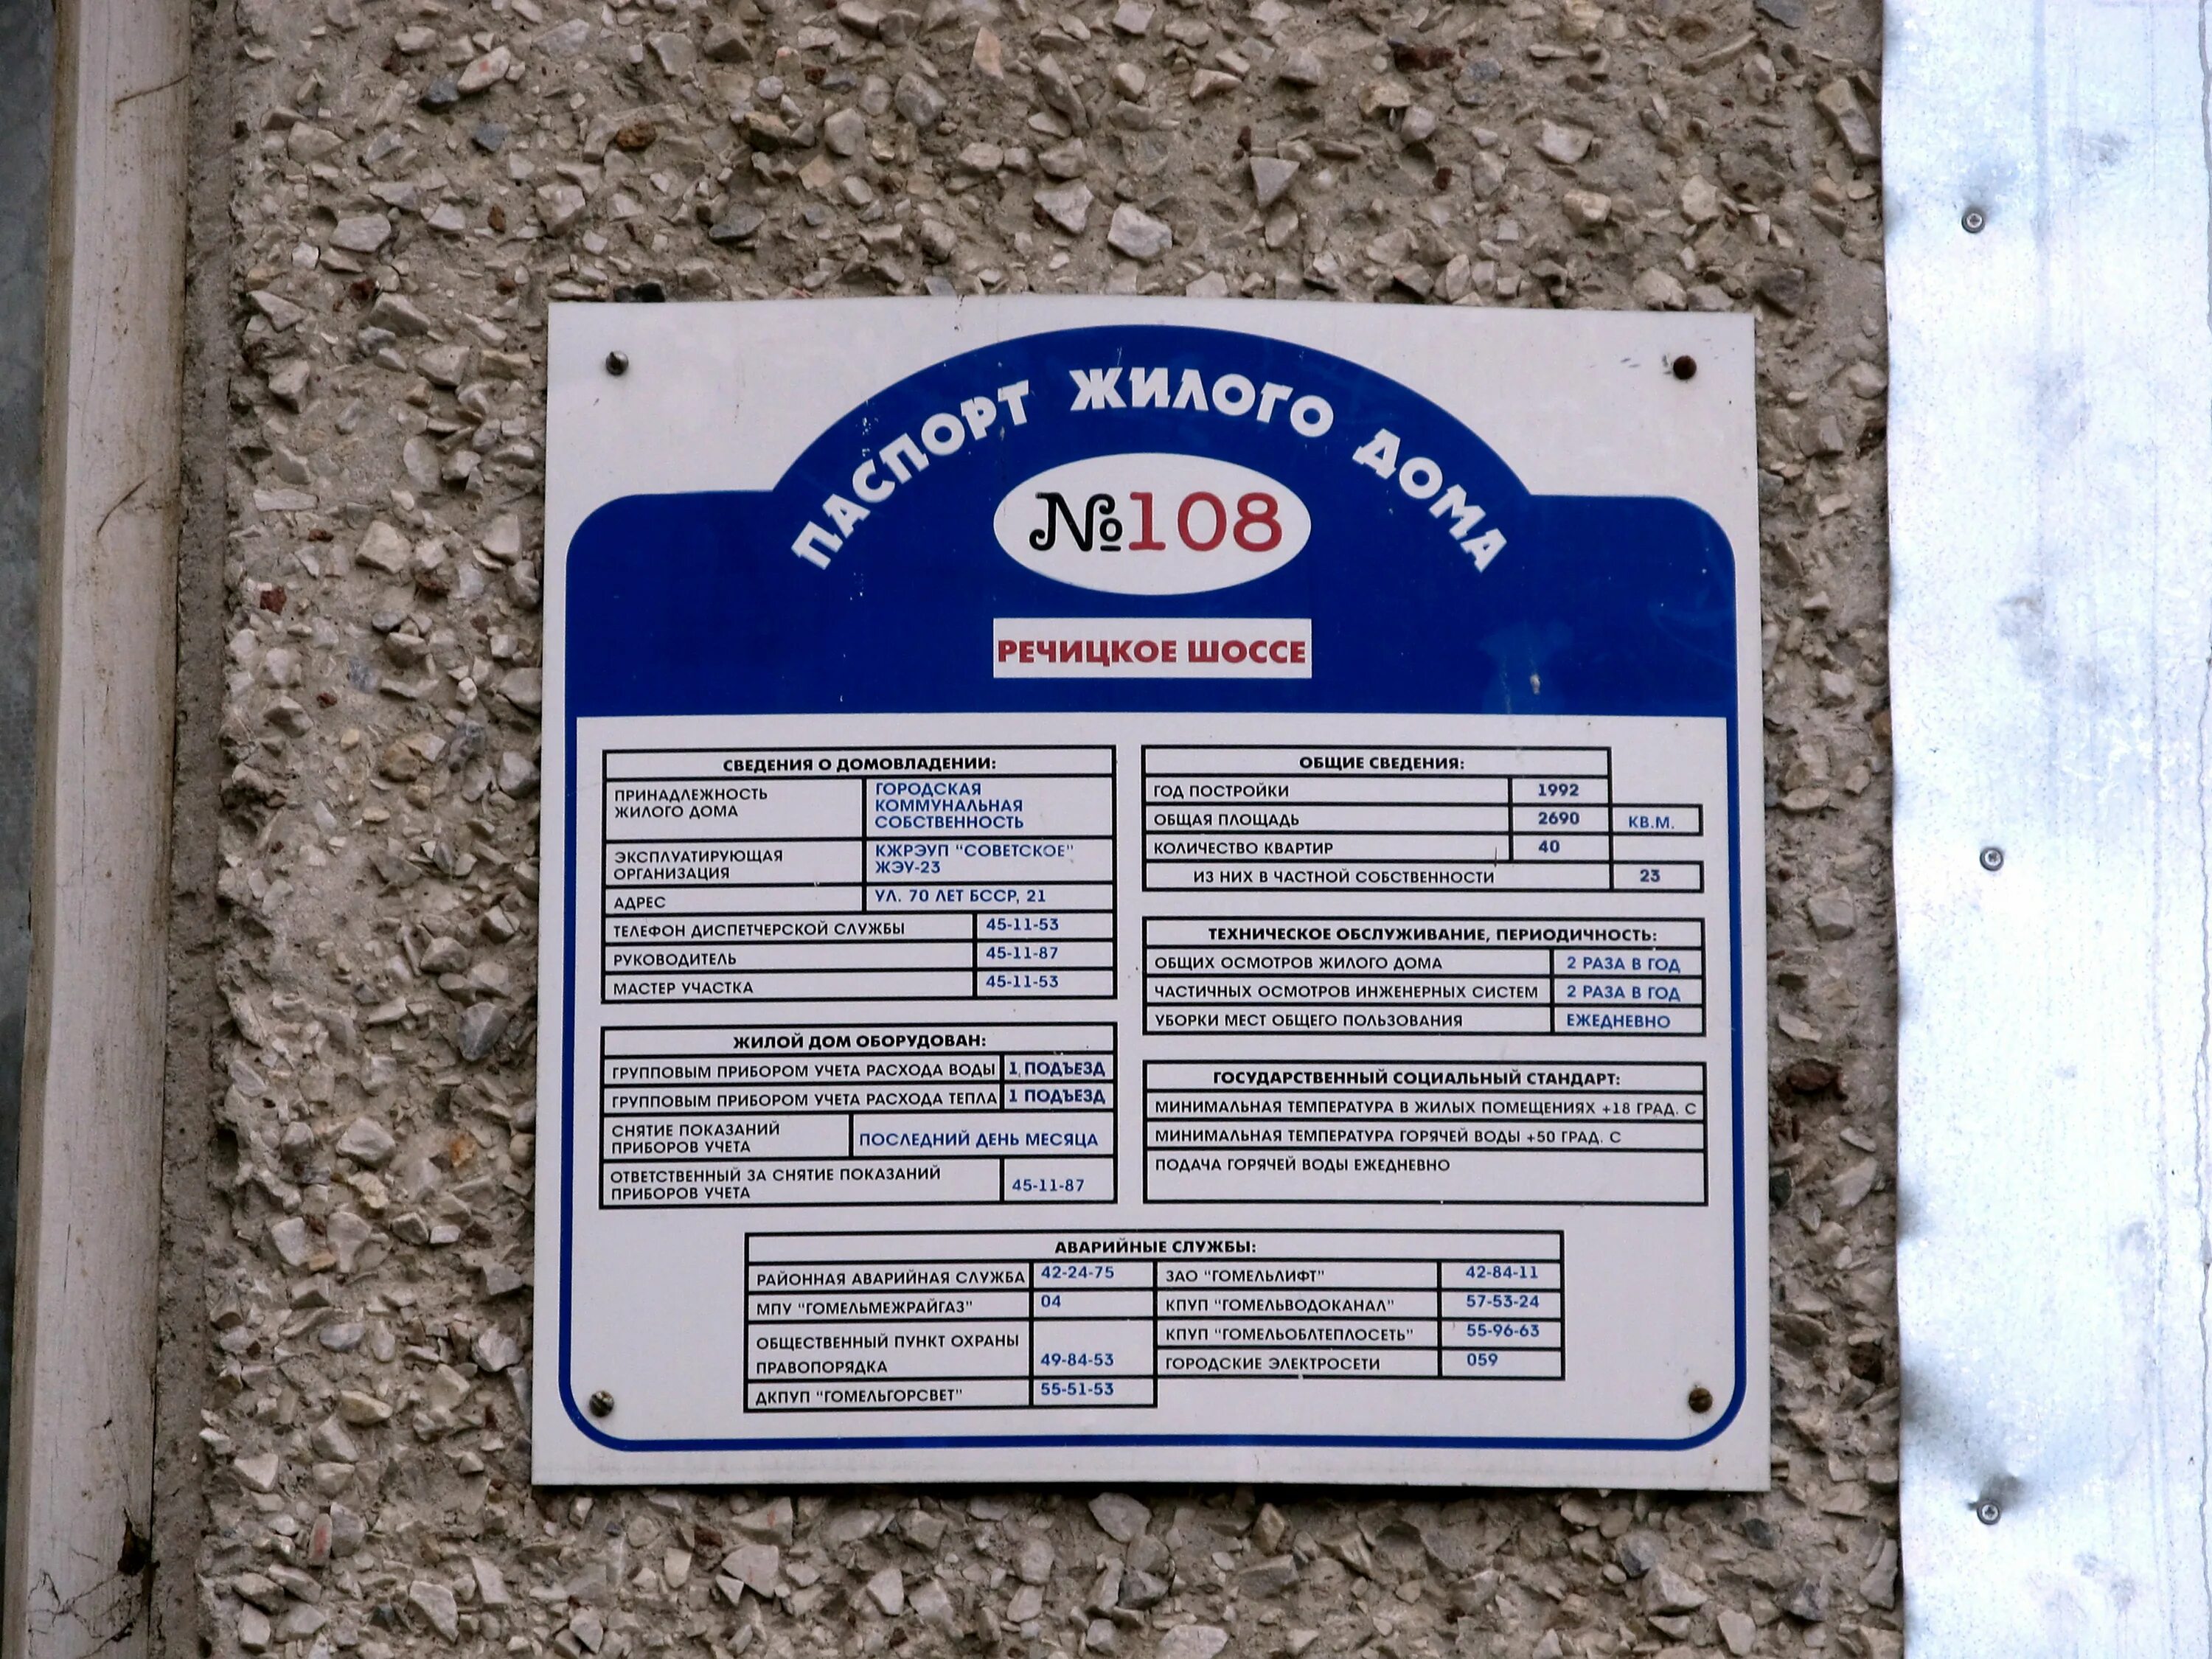 ПАСПОРТ ЖИЛОГО ДОМА
№108
РЕЧИЦКОЕ ШОССЕ
СВЕДЕНИЯ О ДОМОВЛАДЕНИИ:
ПРИНАДЛЕЖНОСТЬ
ЖИЛОГО ДОМА
ГОРОДСКАЯ
КОММУНАЛЬНАЯ
СОБСТВЕННОСТЬ
ЭКСПЛУАТИРУЮЩАЯ
ОРГАНИЗАЦИЯ
КЖРЭУП "СОВЕТСКОЕ"
ЖЭУ-23
АДРЕС УЛ. 70 ЛЕТ БССР, 21
ТЕЛЕФОН ДИСПЕТЧЕРСКОЙ СЛУЖБЫ 45-11-53
РУКОВОДИТЕЛЬ 45-11-87
МАСТЕР УЧАСТКА 45-11-53
ЖИЛОЙ ДОМ ОБОРУДОВАН:
ГРУППОВЫМ ПРИБОРОМ УЧЕТА РАСХОДА ВОДЫ 1 ПОДЪЕЗД
ГРУППОВЫМ ПРИБОРОМ УЧЕТА РАСХОДА ТЕПЛА 1 ПОДЪЕЗД
СНЯТИЕ ПОКАЗАНИЙ
ПРИБОРОВ УЧЕТА
ПОСЛЕДНИЙ ДЕНЬ МЕСЯЦА
ОТВЕТСТВЕННЫЙ ЗА СНЯТИЕ ПОКАЗАНИЙ
ПРИБОРОВ УЧЕТА
45-11-87
ОБЩИЕ СВЕДЕНИЯ:
ГОД ПОСТРОЙКИ 1992
ОБЩАЯ ПЛОЩАДЬ 2690 КВ.М.
КОЛИЧЕСТВО КВАРТИР 40
ИЗ НИХ В ЧАСТНОЙ СОБСТВЕННОСТИ 23
ТЕХНИЧЕСКОЕ ОБСЛУЖИВАНИЕ, ПЕРИОДИЧНОСТЬ:
ОБЩИХ ОСМОТРОВ ЖИЛОГО ДОМА 2 РАЗА В ГОД
ЧАСТИЧНЫХ ОСМОТРОВ ИНЖЕНЕРНЫХ СИСТЕМ 2 РАЗА В ГОД
УБОРКИ МЕСТ ОБЩЕГО ПОЛЬЗОВАНИЯ ЕЖЕДНЕВНО
ГОСУДАРСТВЕННЫЙ СОЦИАЛЬНЫЙ СТАНДАРТ:
МИНИМАЛЬНАЯ ТЕМПЕРАТУРА В ЖИЛЫХ ПОМЕЩЕНИЯХ +18 ГРАД. С
МИНИМАЛЬНАЯ ТЕМПЕРАТУРА ГОРЯЧЕЙ ВОДЫ +50 ГРАД. С
ПОДАЧА ГОРЯЧЕЙ ВОДЫ ЕЖЕДНЕВНО
АВАРИЙНЫЕ СЛУЖБЫ:
РАЙОННАЯ АВАРИЙНАЯ СЛУЖБА 42-24-75
МПУ "ГОМЕЛЬМЕЖРАЙГАЗ" 04
ОБЩЕСТВЕННЫЙ ПУНКТ ОХРАНЫ
ПРАВОПОРЯДКА 49-84-53
ДКПУП "ГОМЕЛЬГОРСВЕТ" 55-51-53
ЗАО "ГОМЕЛЬЛИФТ" 42-84-11
КПУП "ГОМЕЛЬВОДОКАНАЛ" 57-53-24
КПУП "ГОМЕЛЬОБЛТЕПЛОСЕТЬ" 55-96-63
ГОРОДСКИЕ ЭЛЕКТРОСЕТИ 059